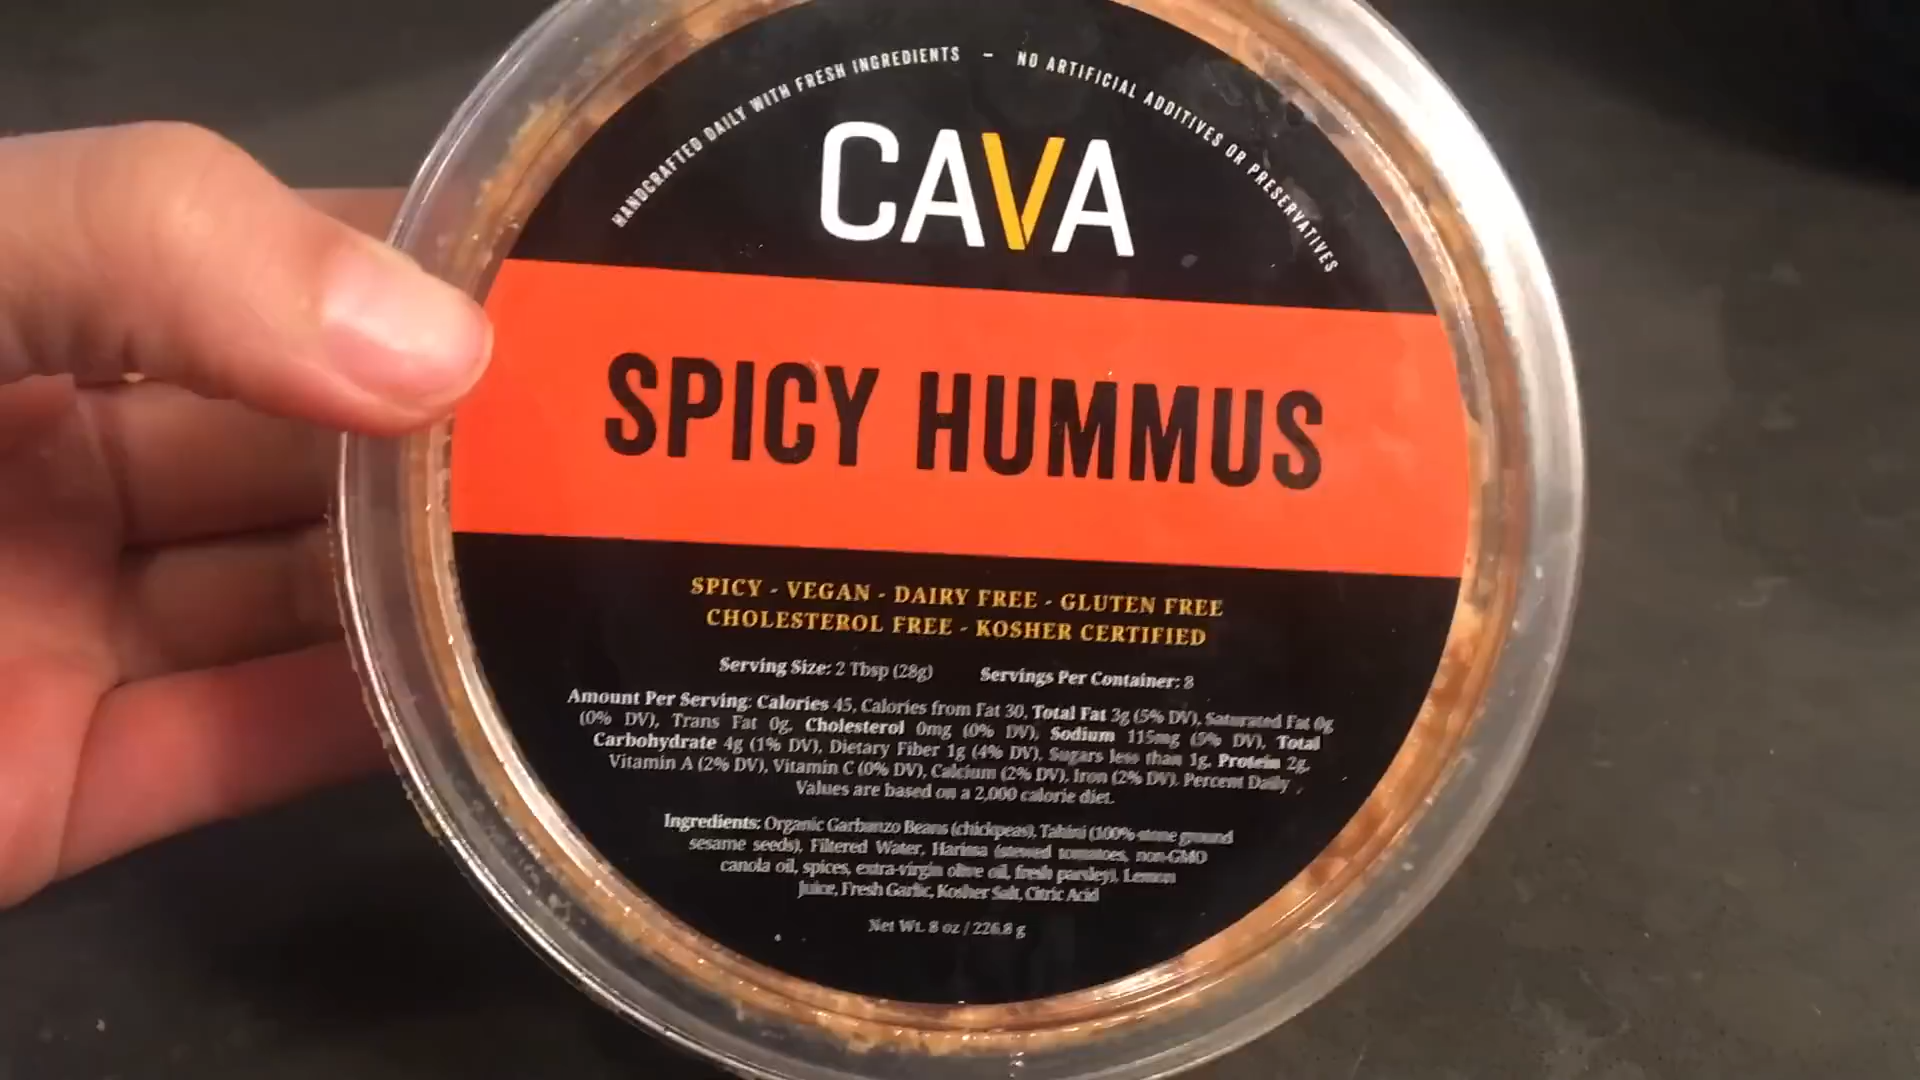 HANDCRAFTED DAILY WITH FRESH INGREDIENTS – NO ARTIFICIAL ADDITIVES OR PRESERVATIVES
CAVA
SPICY HUMMUS
SPICY - VEGAN - DAIRY FREE - GLUTEN FREE
CHOLESTEROL FREE - KOSHER CERTIFIED
Serving Size: 2 Tbsp (28g) Servings Per Container: 8
Amount Per Serving: Calories 45, Calories from Fat 30, Total Fat 3g (5% DV), Saturated Fat 0g
(0% DV), Trans Fat 0g, Cholesterol 0mg (0% DV), Sodium 115mg (5% DV), Total
Carbohydrate 4g (1% DV), Dietary Fiber 1g (4% DV), Sugars less than 1g, Protein 2g,
Vitamin A (2% DV), Vitamin C (0% DV), Calcium (2% DV), Iron (2% DV). Percent Daily
Values are based on a 2,000 calorie diet.
Ingredients: Organic Garbanzo Beans (chickpeas), Tahini (100% stone ground
sesame seeds), Filtered Water, Harissa (stewed tomatoes, non-GMO
canola oil, spices, extra-virgin olive oil, fresh parsley), Lemon
Juice, Fresh Garlic, Kosher Salt, Citric Acid
Net Wt. 8 oz / 226.8 g